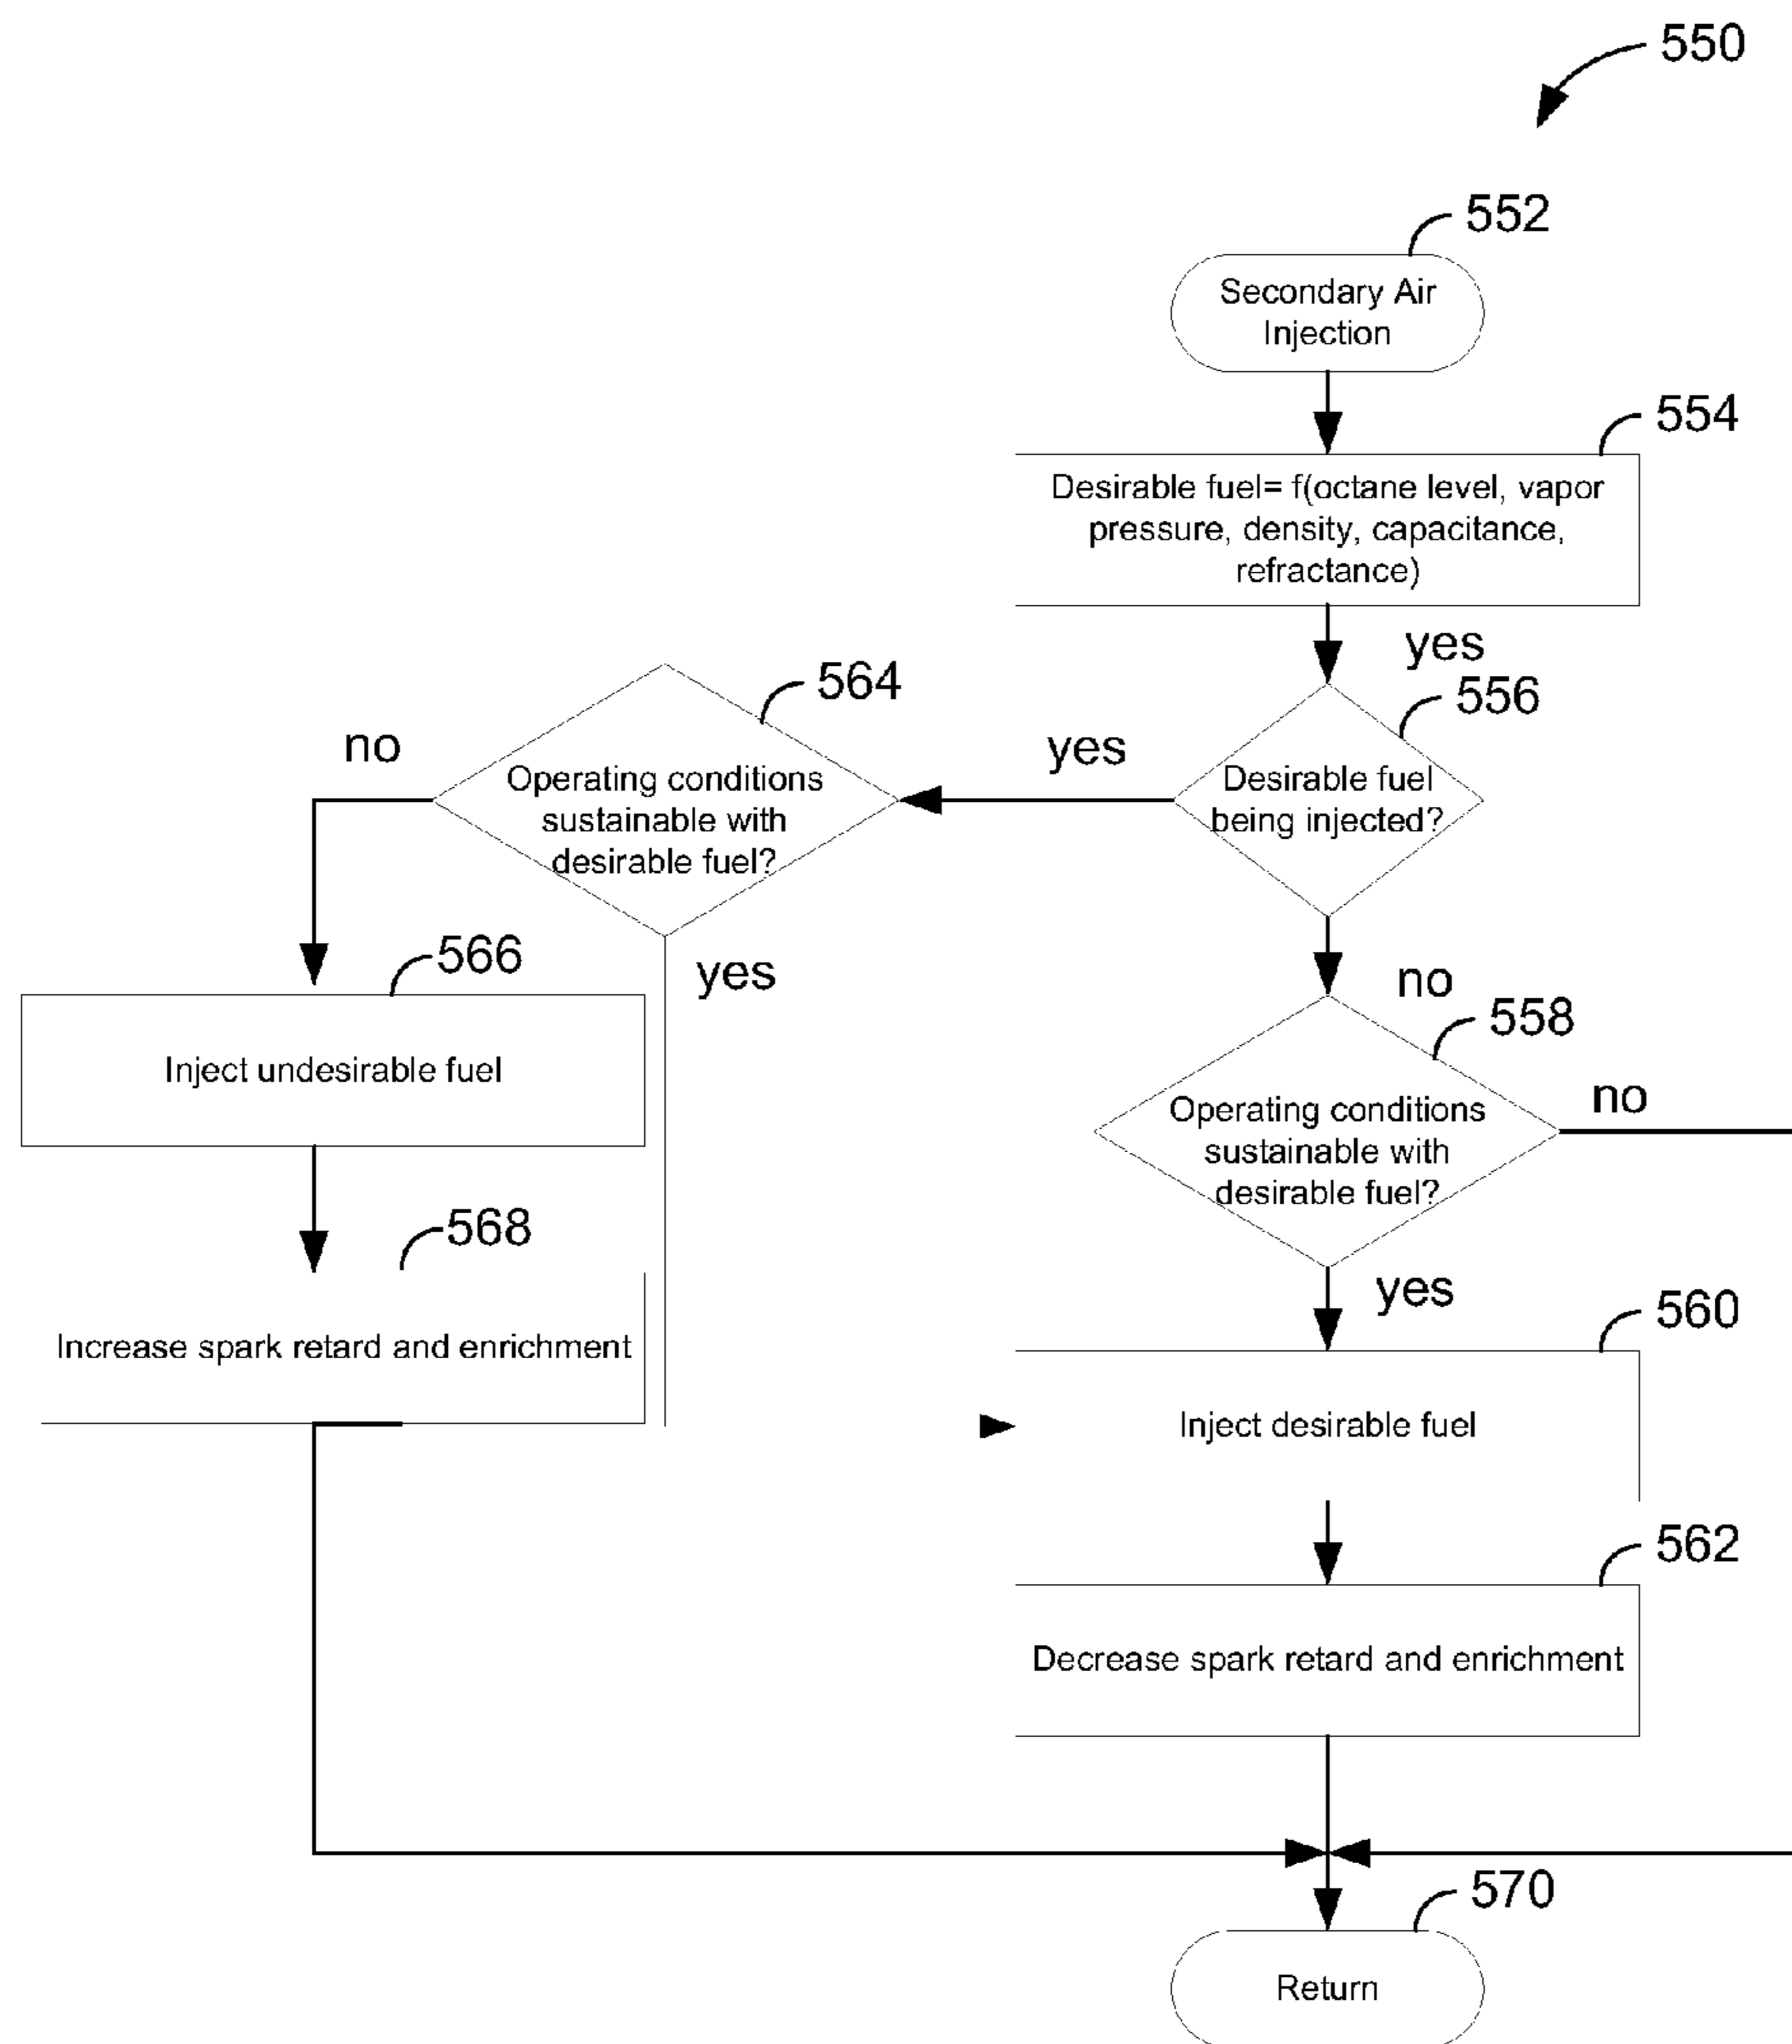 550
552
Secondary Air
Injection
554
Desirable fuel= f(octane level, vapor
pressure, density, capacitance,
refractance)
yes
556
Desirable fuel
being injected?
yes
564
Operating conditions
sustainable with
desirable fuel?
no
yes
566
Inject undesirable fuel
568
Increase spark retard and enrichment
no
558
Operating conditions
sustainable with
desirable fuel?
no
yes
560
Inject desirable fuel
562
Decrease spark retard and enrichment
570
Return